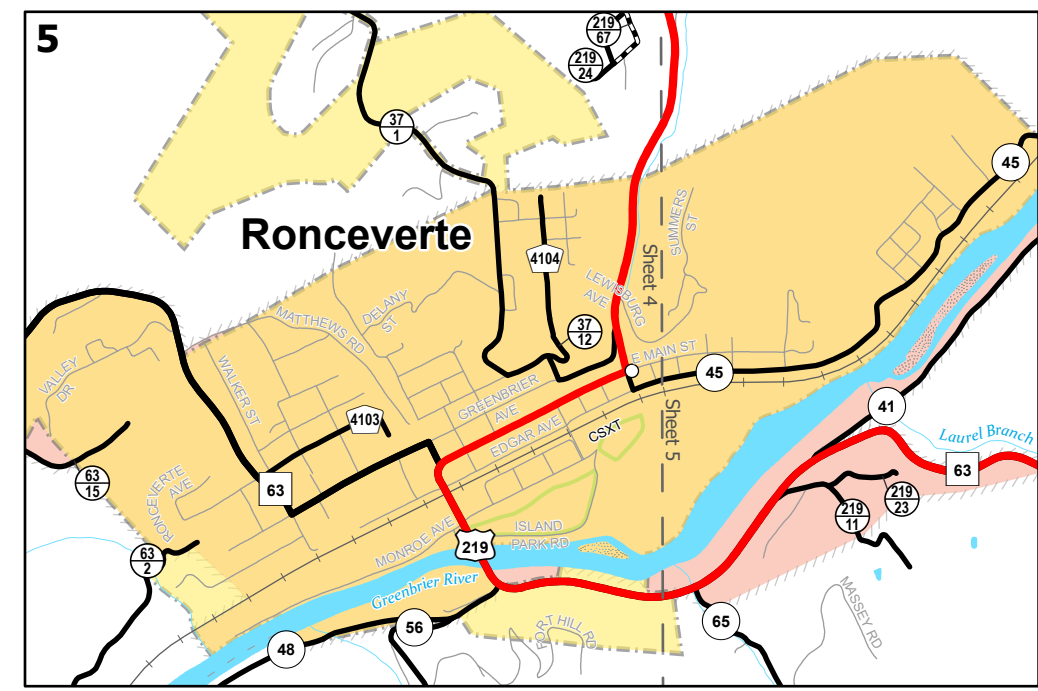 5
219
67
219
24
37
1
45
Ronceverte
4104
SUMMERS
ST
Sheet 4
LEWISBURG
AVE
DELANY
ST
MATTHEWS RD
37
12
E MAIN ST
45
VALLEY
DR
WALKER ST
GREENBRIER
AVE
4103
EDGAR AVE
CSXT
Sheet 5
41
Laurel Branch
63
63
15
RONCEVERTE
AVE
63
219
23
219
11
MONROE AVE
ISLAND
PARK RD
219
63
2
Greenbrier River
MASSEY RD
FORT HILL RD
65
56
48